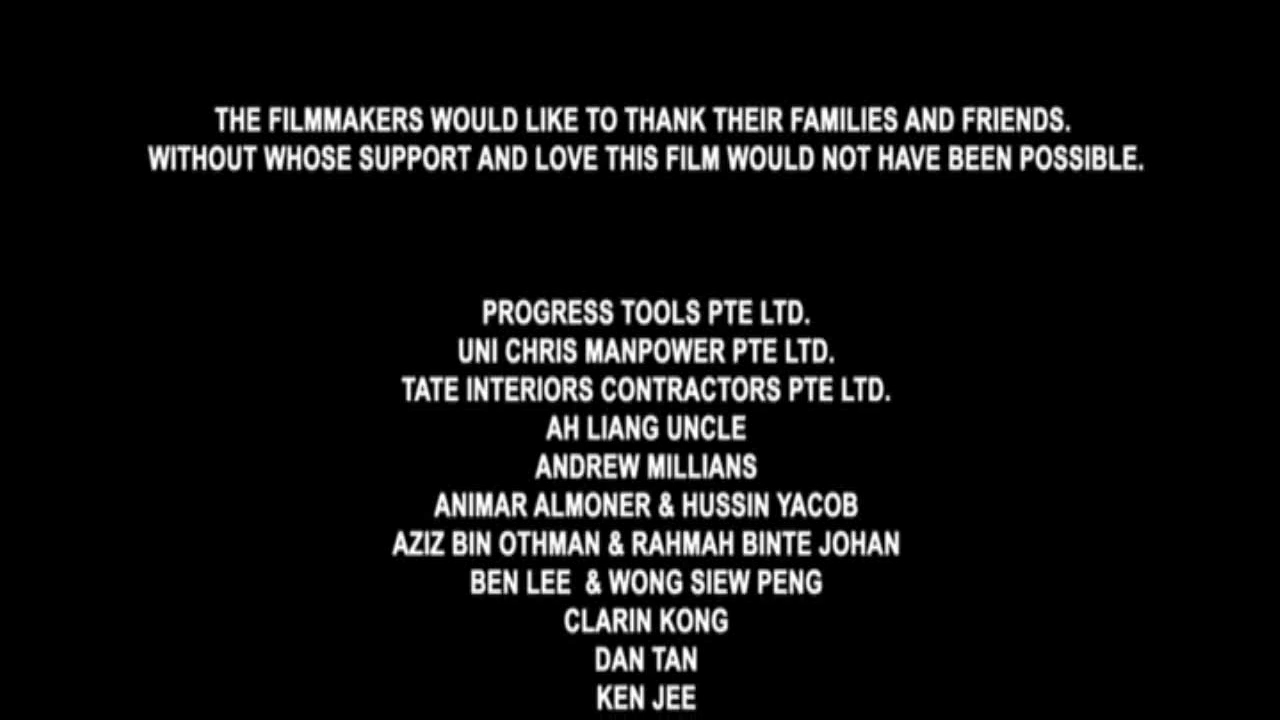 THE FILMMAKERS WOULD LIKE TO THANK THEIR FAMILIES AND FRIENDS.
WITHOUT WHOSE SUPPORT AND LOVE THIS FILM WOULD NOT HAVE BEEN POSSIBLE.
PROGRESS TOOLS PTE LTD.
UNI CHRIS MANPOWER PTE LTD.
TATE INTERIORS CONTRACTORS PTE LTD.
AH LIANG UNCLE
ANDREW MILLIANS
ANIMAR ALMONER & HUSSIN YACOB
AZIZ BIN OTHMAN & RAHMAH BINTE JOHAN
BEN LEE & WONG SIEW PENG
CLARIN KONG
DAN TAN
KEN JEE